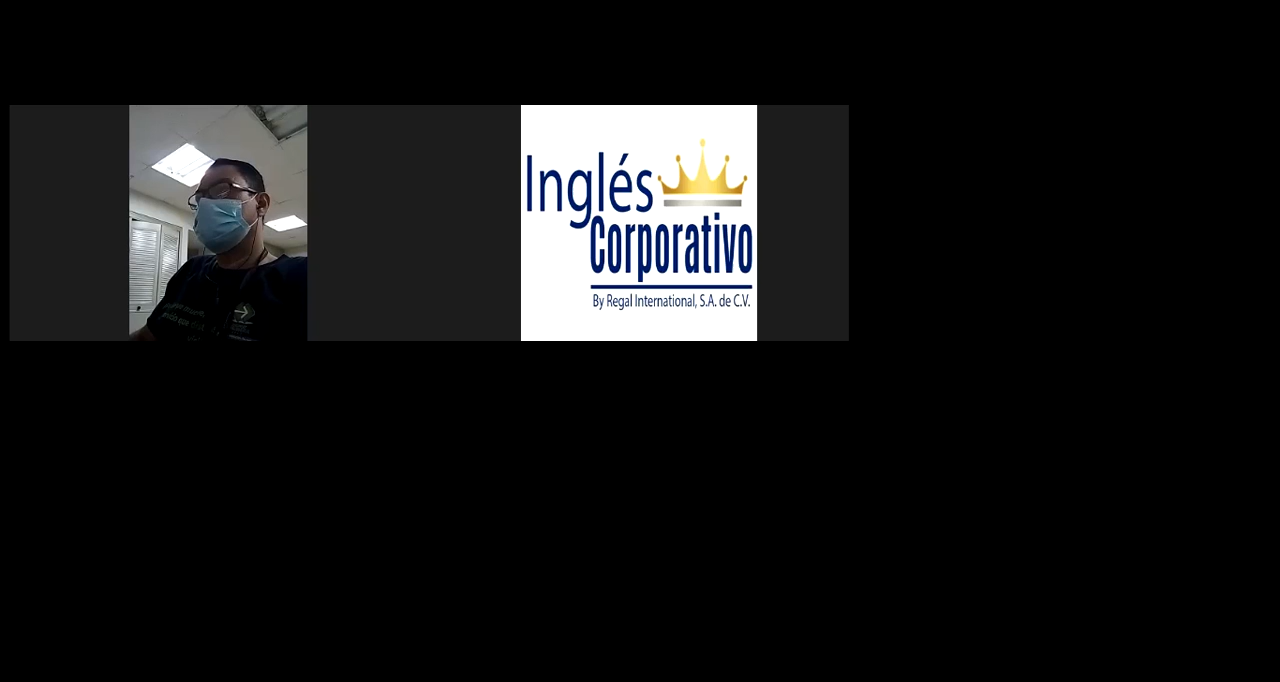 Inglés
Corporativo
By Regal International, S.A. de C.V.